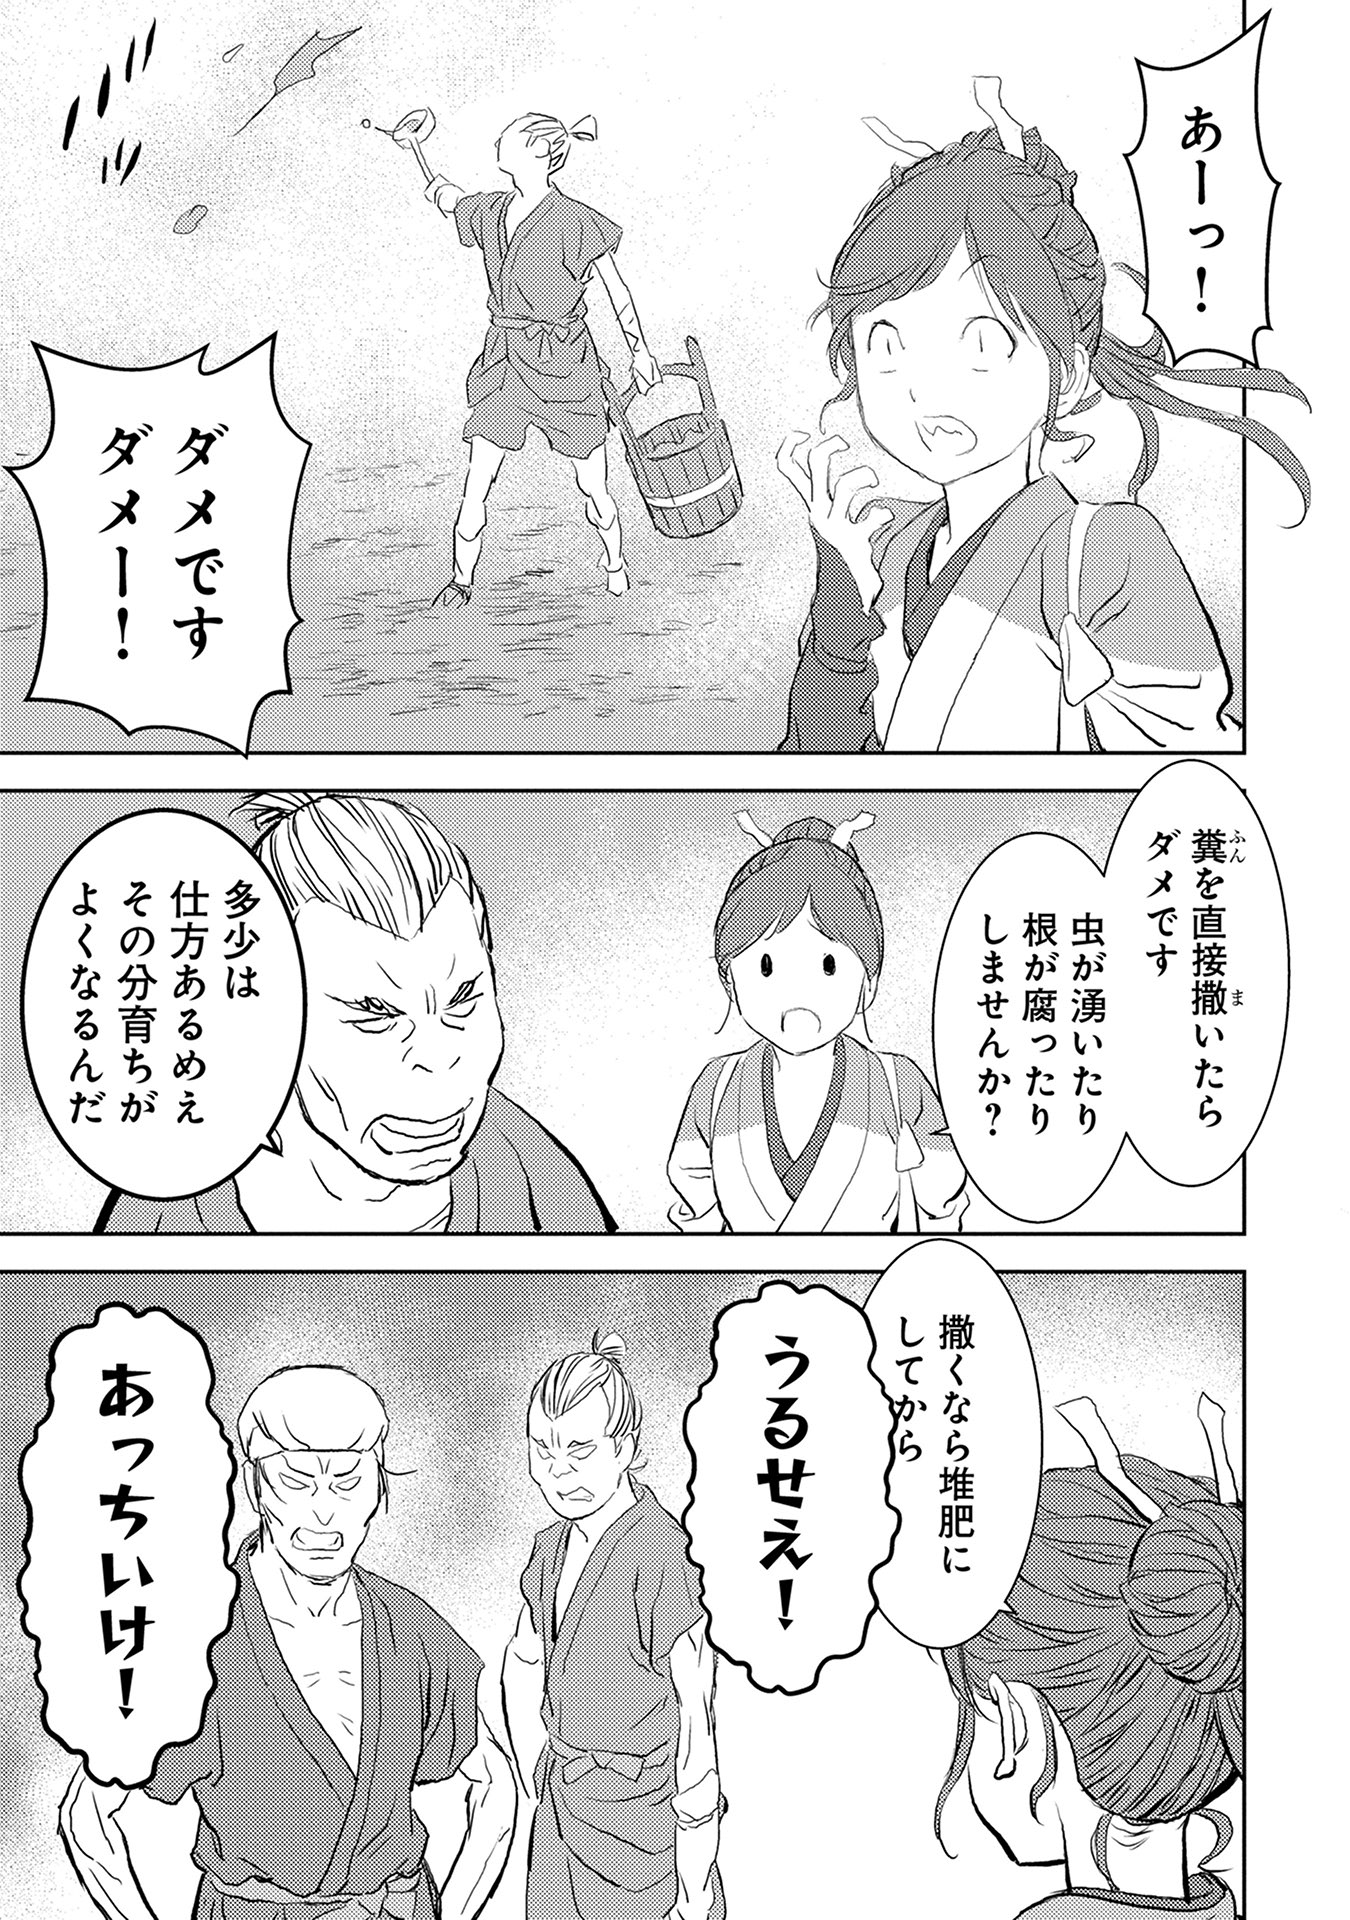 あーっ！
ダメです
ダメー！
糞を直接撒いたら
ふん
ま
ダメです
虫が湧いたり
根が腐ったり
しませんか？
多少は
仕方あるめえ
その分育ちが
よくなるんだ
撒くなら堆肥に
してから
うるせえ！
あっちいけ！